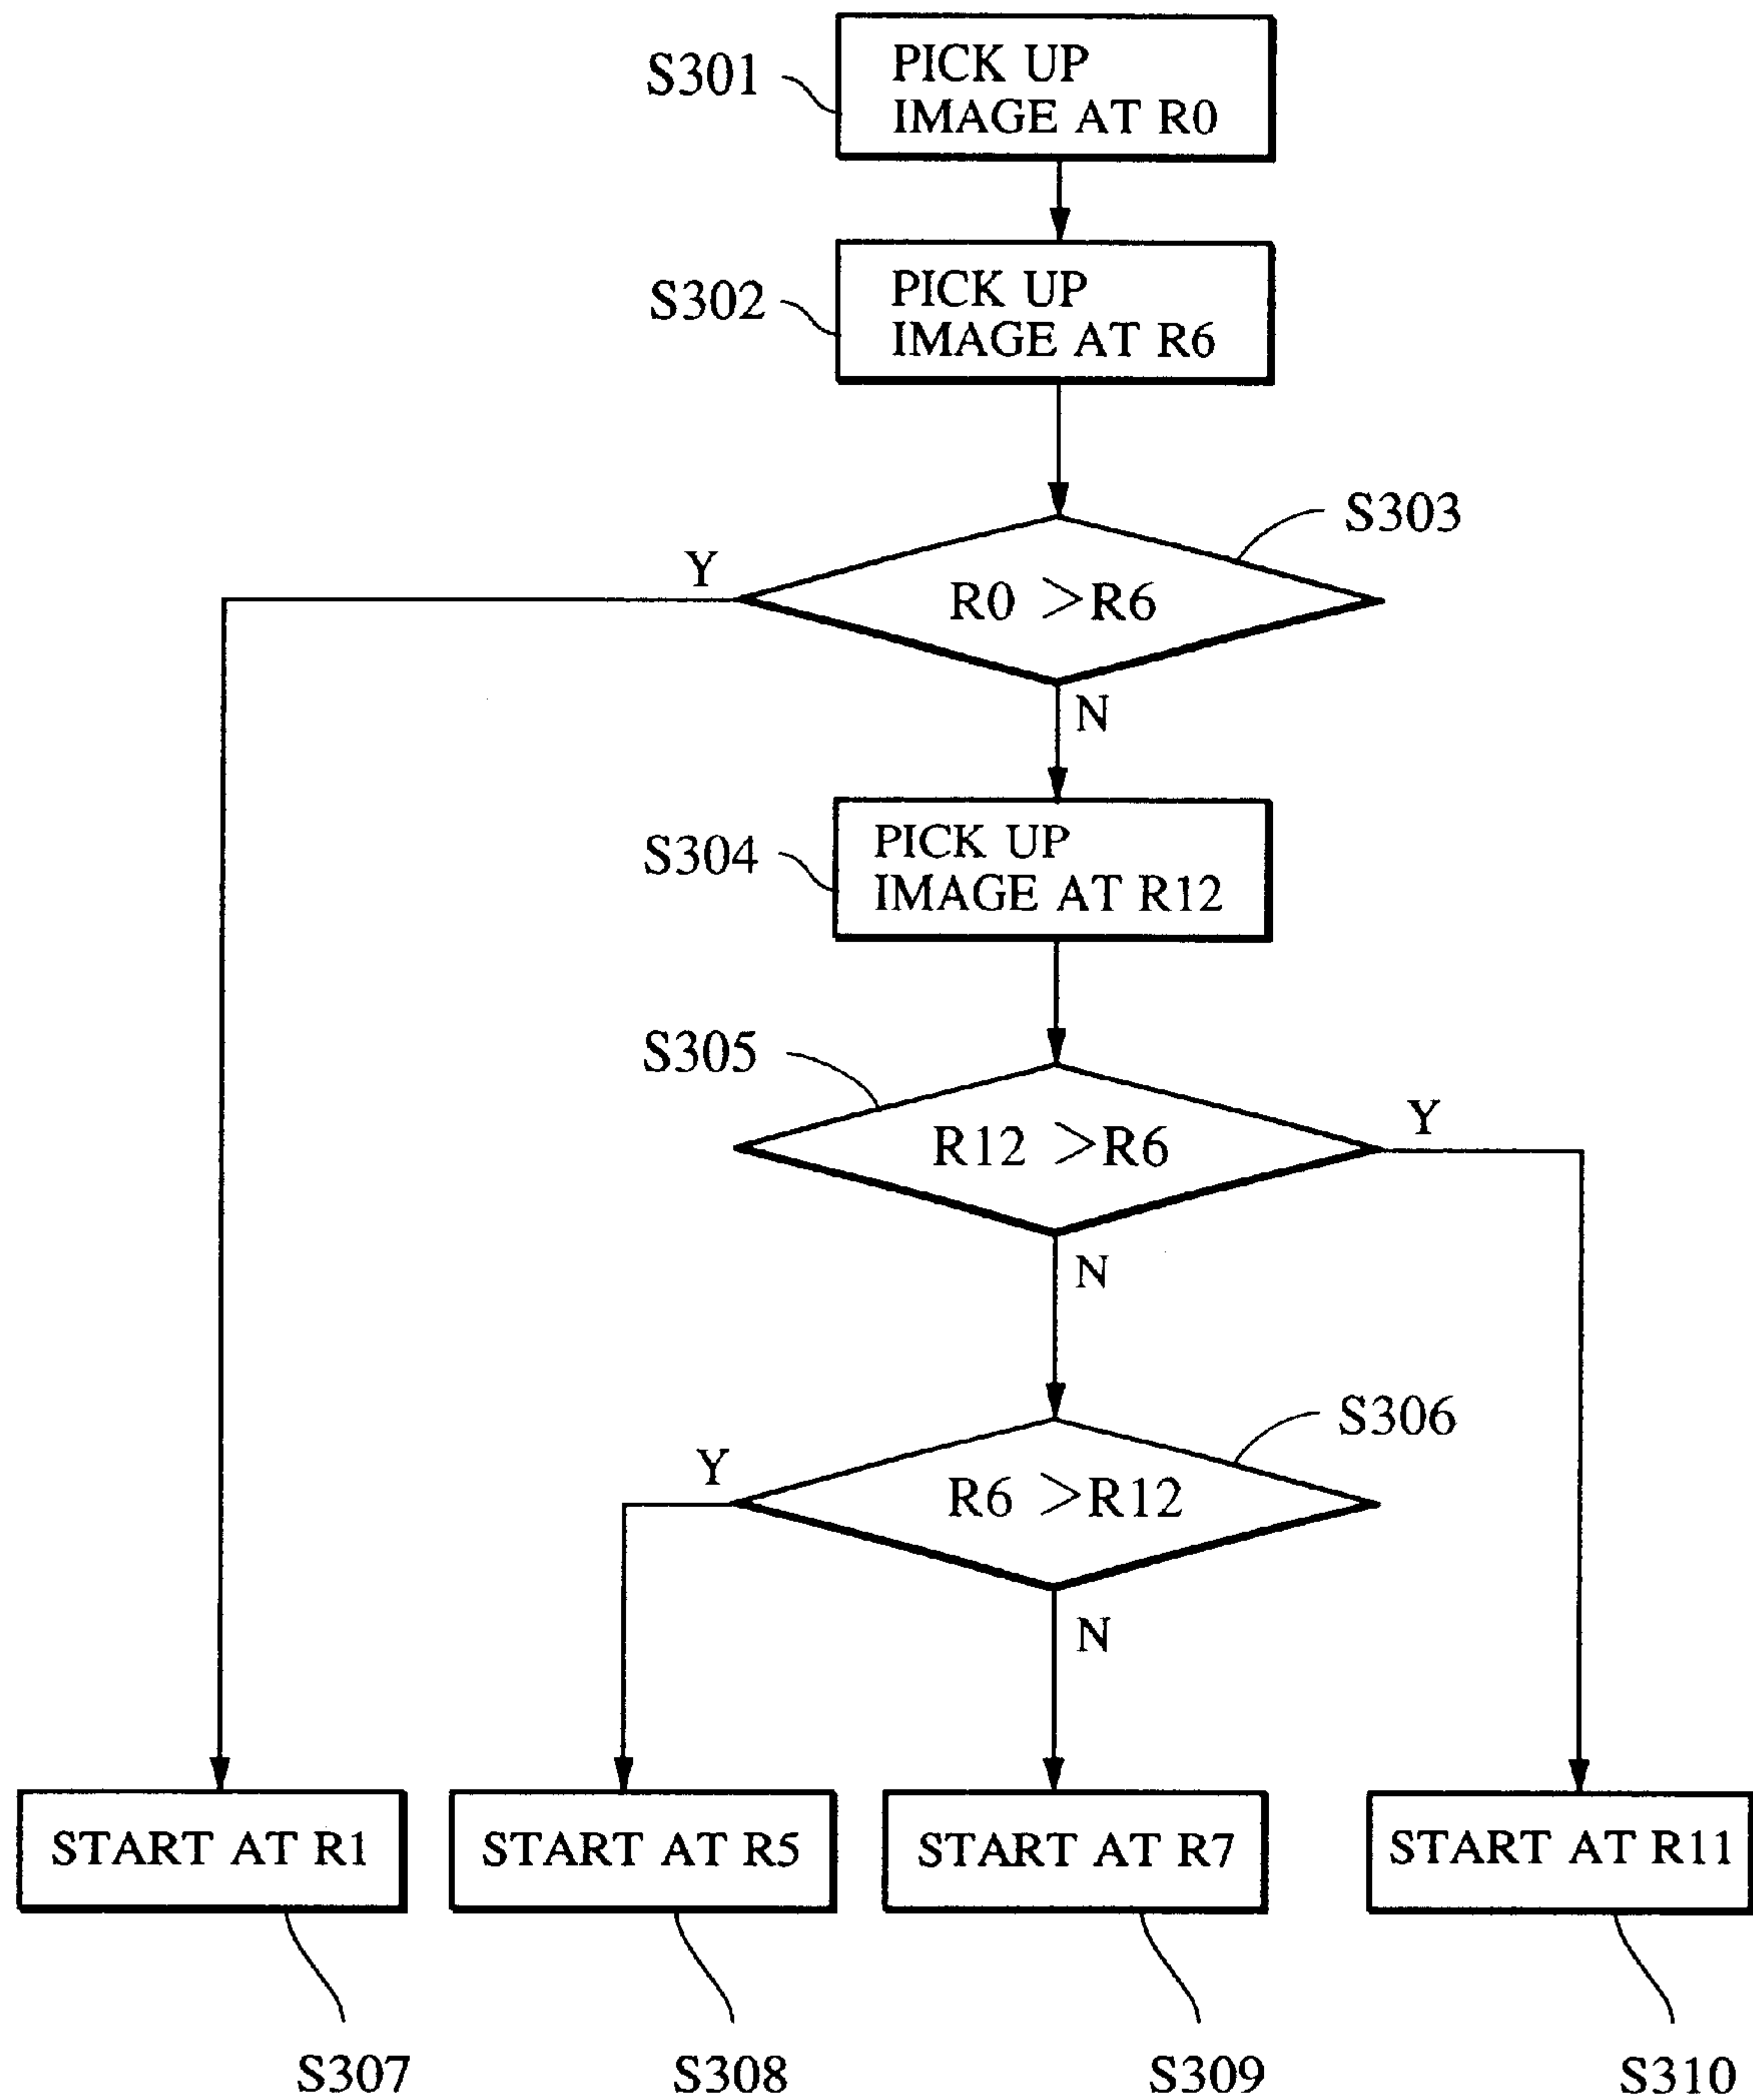 S301
PICK UP
IMAGE AT R0
S302
PICK UP
IMAGE AT R6
S303
Y
R0 >R6
N
S304
PICK UP
IMAGE AT R12
S305
R12 >R6
Y
N
S306
Y
R6 >R12
N
START AT R1
START AT R5
START AT R7
START AT R11
S307
S308
S309
S310